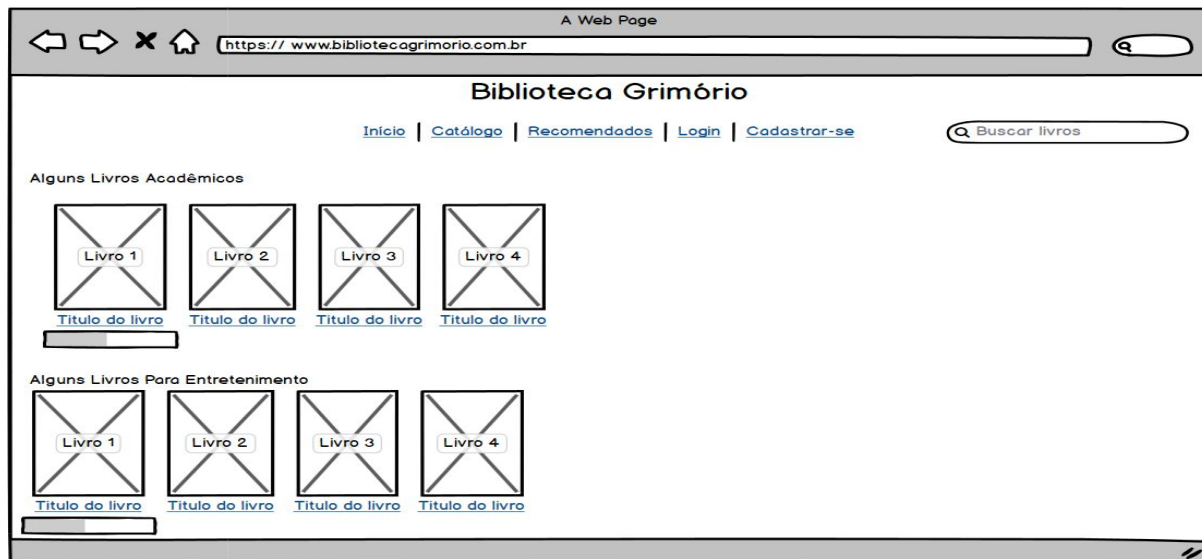 A Web Page
https:// www.bibliotecagrimorio.com.br
Biblioteca Grimório
Início | Catálogo | Recomendados | Login | Cadastrar-se
Buscar livros
Alguns Livros Acadêmicos
Livro 1 Livro 2 Livro 3 Livro 4
Titulo do livro Titulo do livro Titulo do livro Titulo do livro
Alguns Livros Para Entretenimento
Livro 1 Livro 2 Livro 3 Livro 4
Titulo do livro Titulo do livro Titulo do livro Titulo do livro